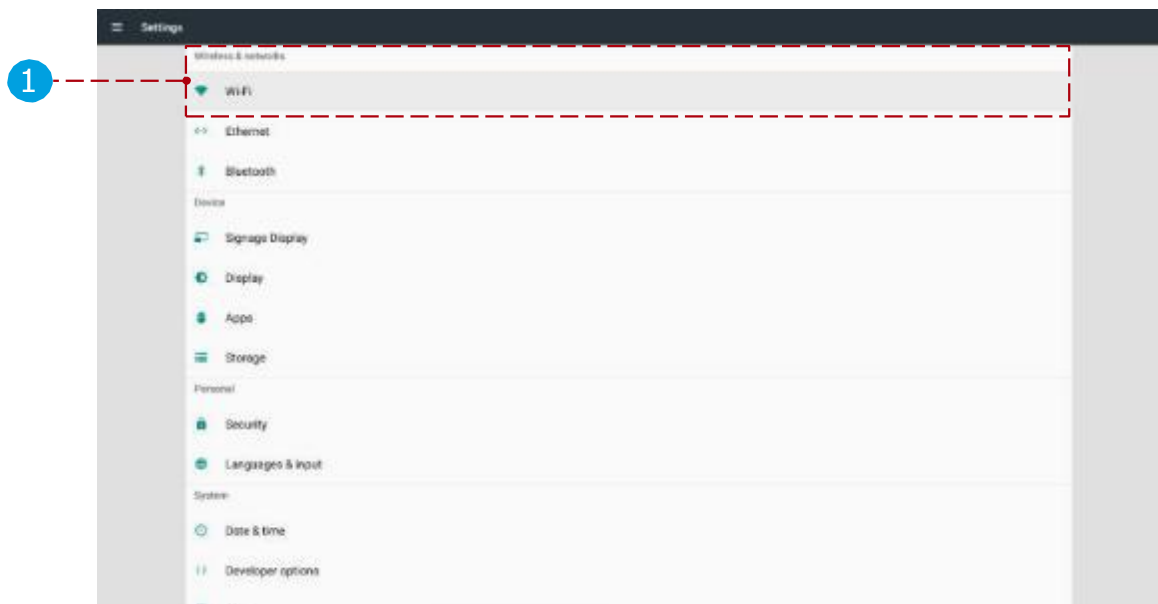 Settings
Wireless & networks
1
Wi-Fi
Ethernet
Bluetooth
Device
Signage Display
Display
Apps
Storage
Personal
Security
Languages & input
System
Date & time
Developer options